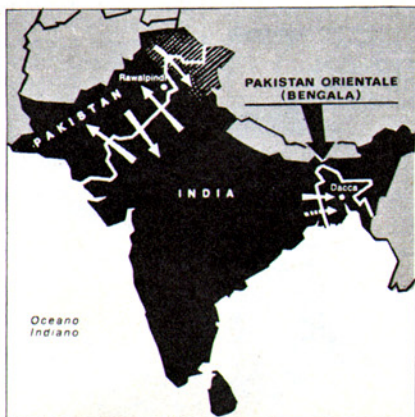 Rawalpindi
PAKISTAN
PAKISTAN ORIENTALE
(BENGALA)
Dacca
INDIA
Oceano
Indiano